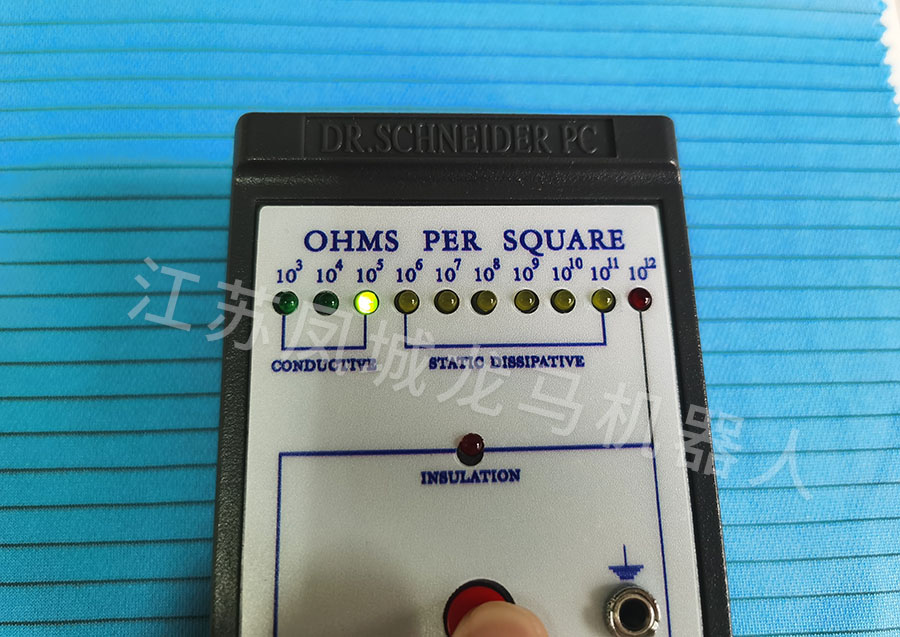 DR.SCHNEIDER PC
OHMS PER SQUARE
10³ 10⁴ 10⁵ 10⁶ 10⁷ 10⁸ 10⁹ 10¹⁰ 10¹¹ 10¹²
CONDUCTIVE STATIC DISSIPATIVE
INSULATION
江苏凤城龙马机器人